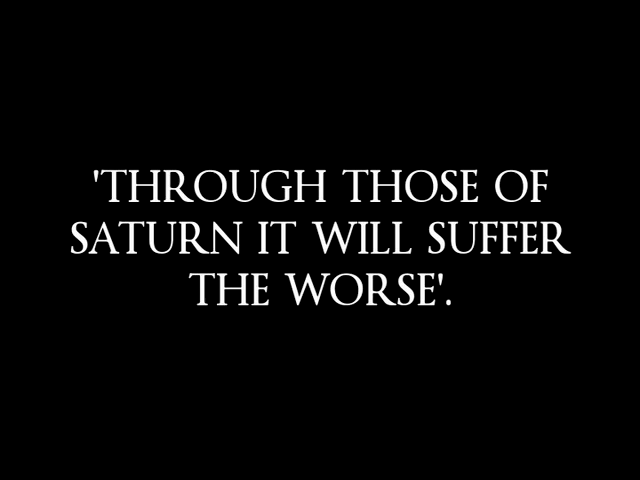 'THROUGH THOSE OF
SATURN IT WILL SUFFER
THE WORSE'.